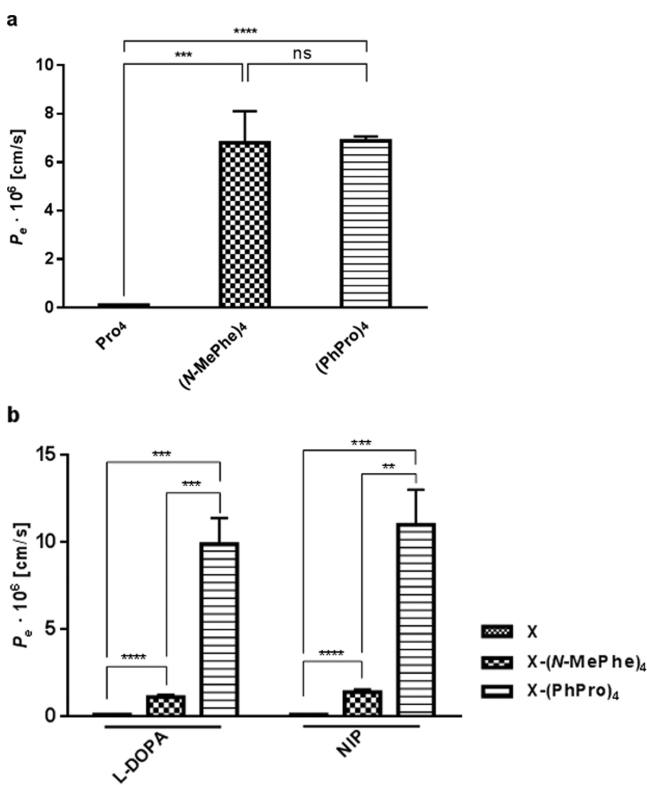 a
****
***
ns
10
8
6
4
2
0
Pe · 10⁶ [cm/s]
Pro₄
(N-MePhe)₄
(PhPro)₄
b
***
***
***
**
****
****
15
10
5
0
Pe · 10⁶ [cm/s]
L-DOPA
NIP
X
X-(N-MePhe)₄
X-(PhPro)₄